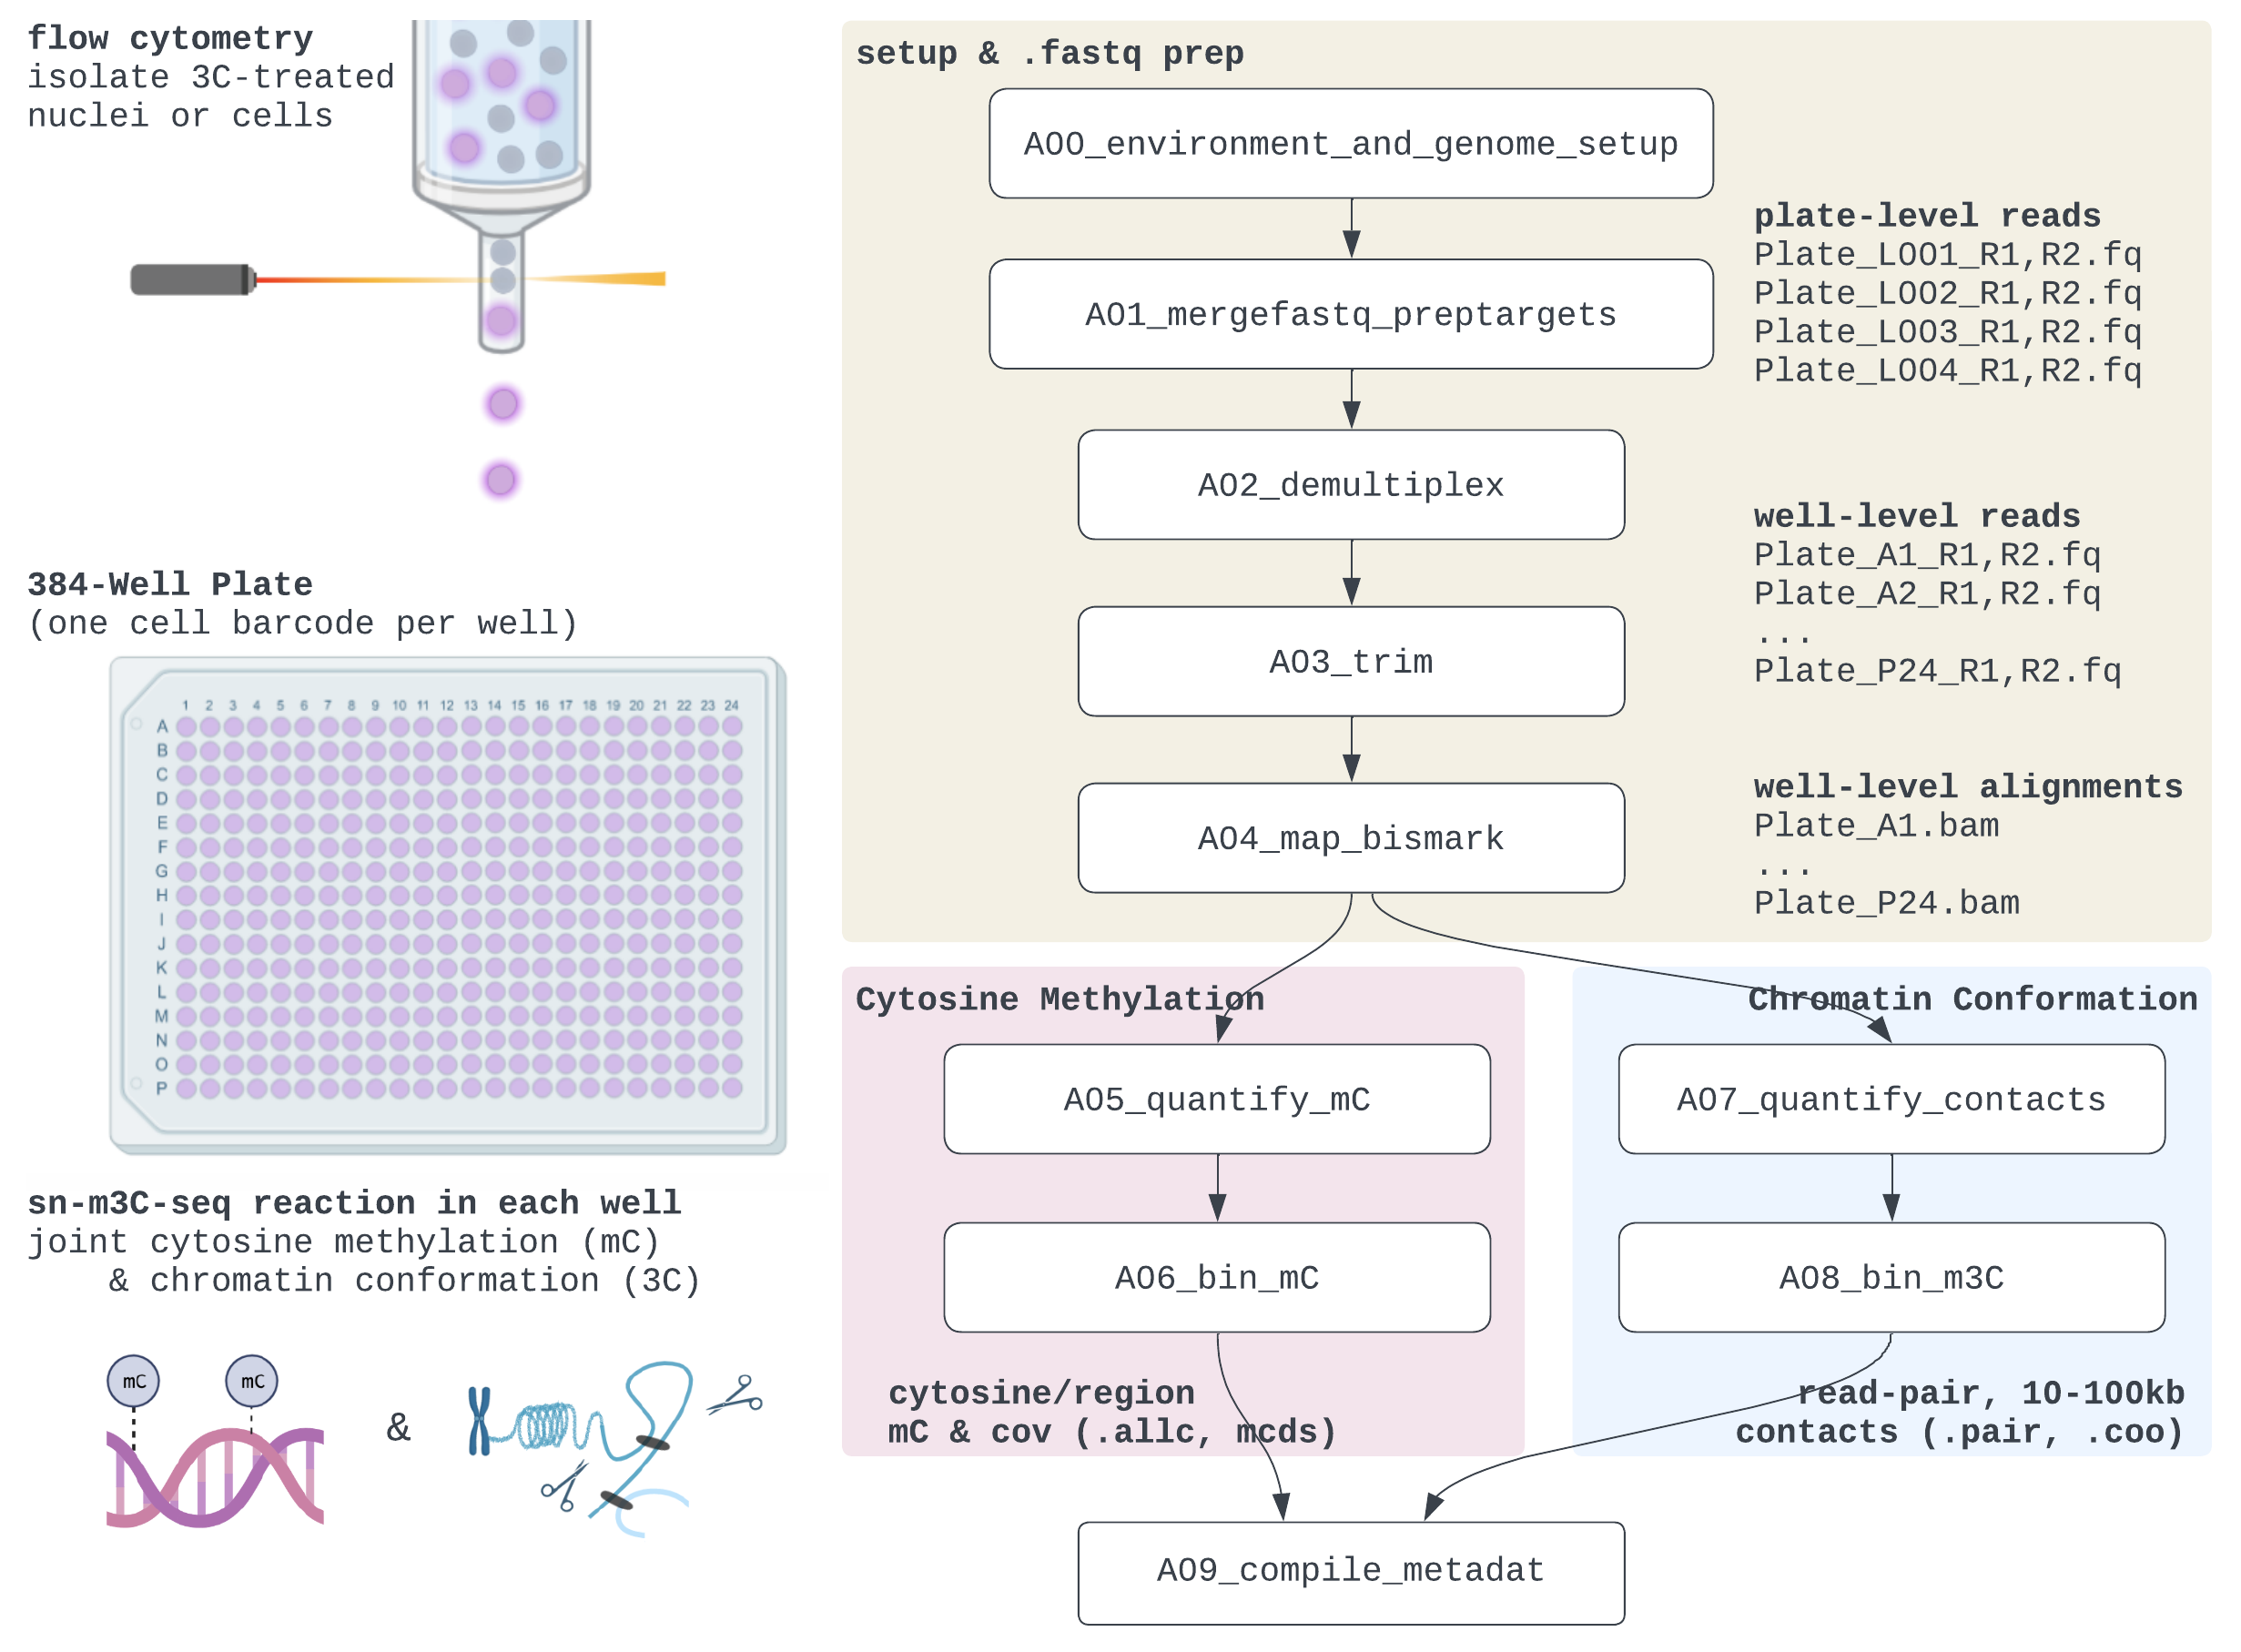 flow cytometry
isolate 3C-treated
nuclei or cells
384-Well Plate
(one cell barcode per well)
1 2 3 4 5 6 7 8 9 10 11 12 13 14 15 16 17 18 19 20 21 22 23 24
A
B
C
D
E
F
G
H
I
J
K
L
M
N
O
P
sn-m3C-seq reaction in each well
joint cytosine methylation (mC)
& chromatin conformation (3C)
mC mC
&
setup & .fastq prep
A00_environment_and_genome_setup
A01_mergefastq_preptargets
A02_demultiplex
A03_trim
A04_map_bismark
plate-level reads
Plate_L001_R1,R2.fq
Plate_L002_R1,R2.fq
Plate_L003_R1,R2.fq
Plate_L004_R1,R2.fq
well-level reads
Plate_A1_R1,R2.fq
Plate_A2_R1,R2.fq
...
Plate_P24_R1,R2.fq
well-level alignments
Plate_A1.bam
...
Plate_P24.bam
Cytosine Methylation
A05_quantify_mC
A06_bin_mC
cytosine/region
mC & cov (.allc, mcds)
Chromatin Conformation
A07_quantify_contacts
A08_bin_m3C
read-pair, 10-100kb
contacts (.pair, .coo)
A09_compile_metadat